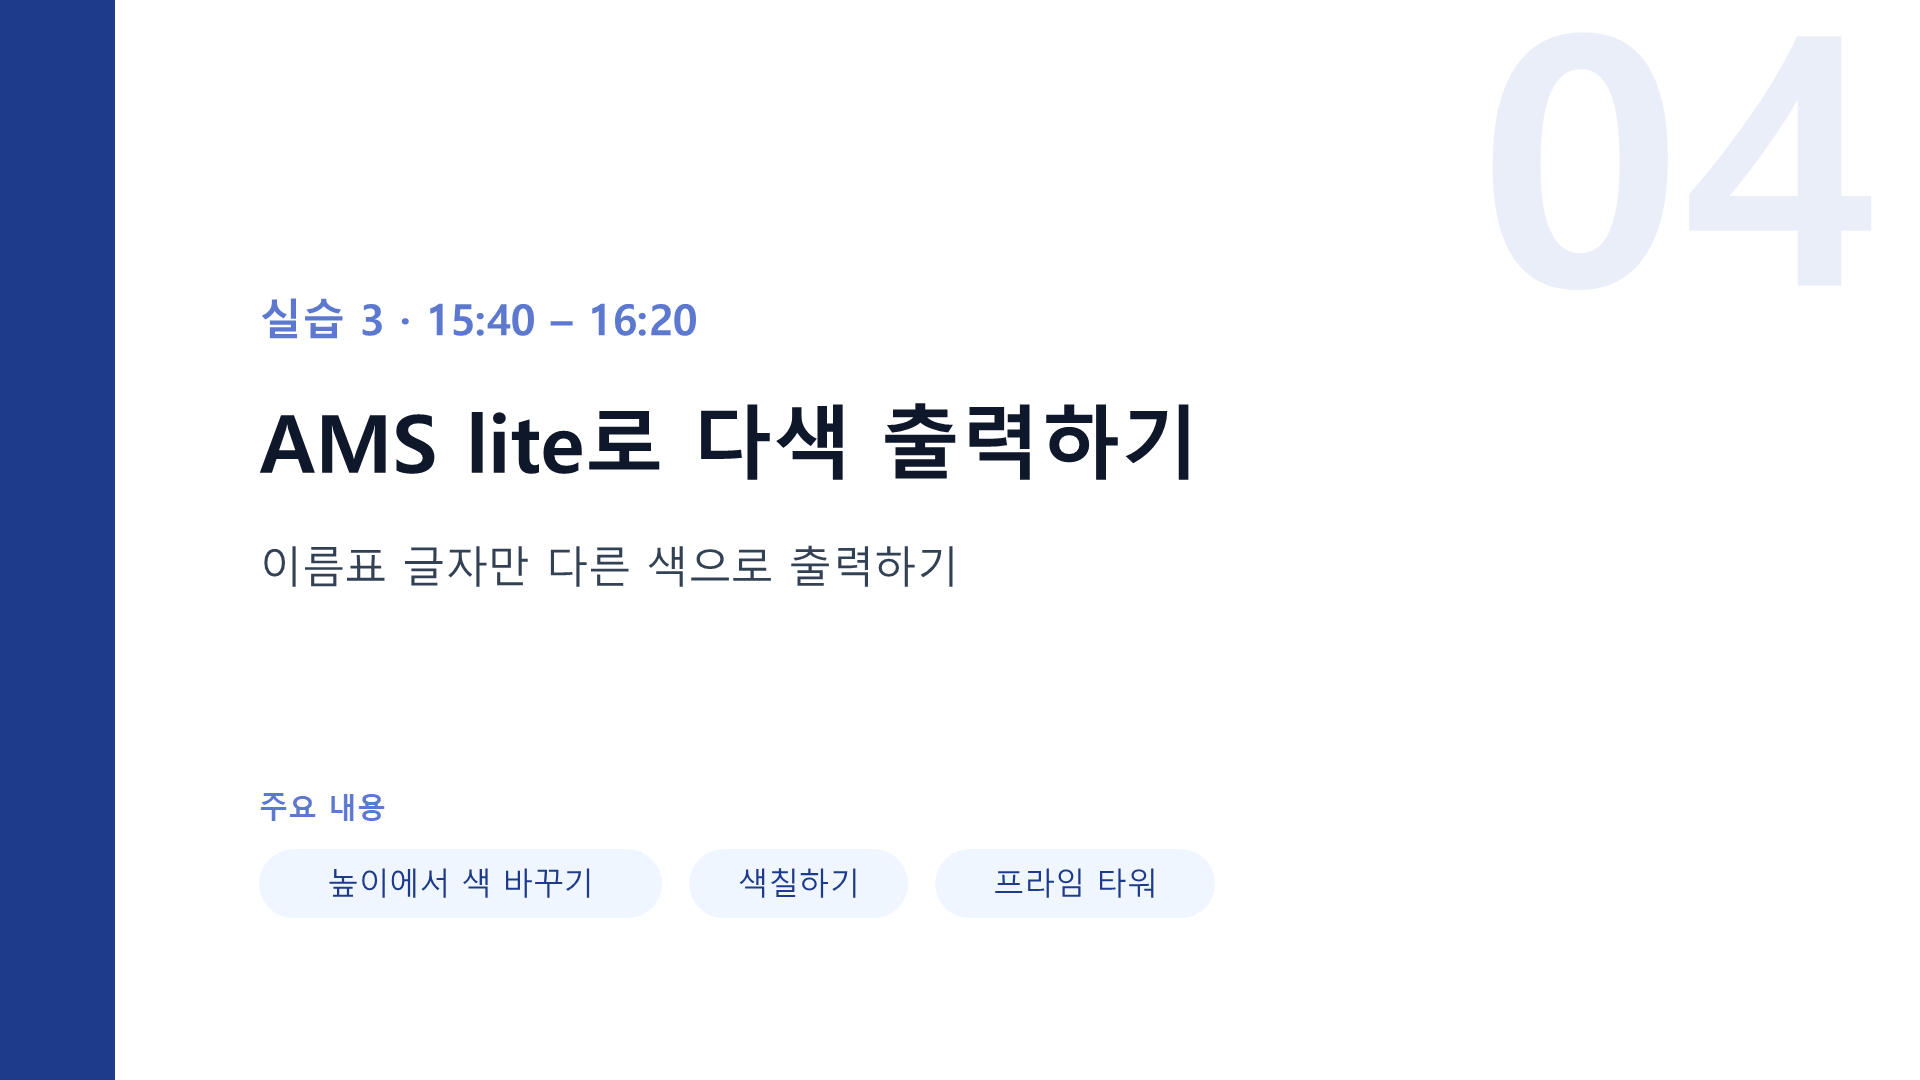 04
실습 3 · 15:40 – 16:20
AMS lite로 다색 출력하기
이름표 글자만 다른 색으로 출력하기
주요 내용
높이에서 색 바꾸기
색칠하기
프라임 타워